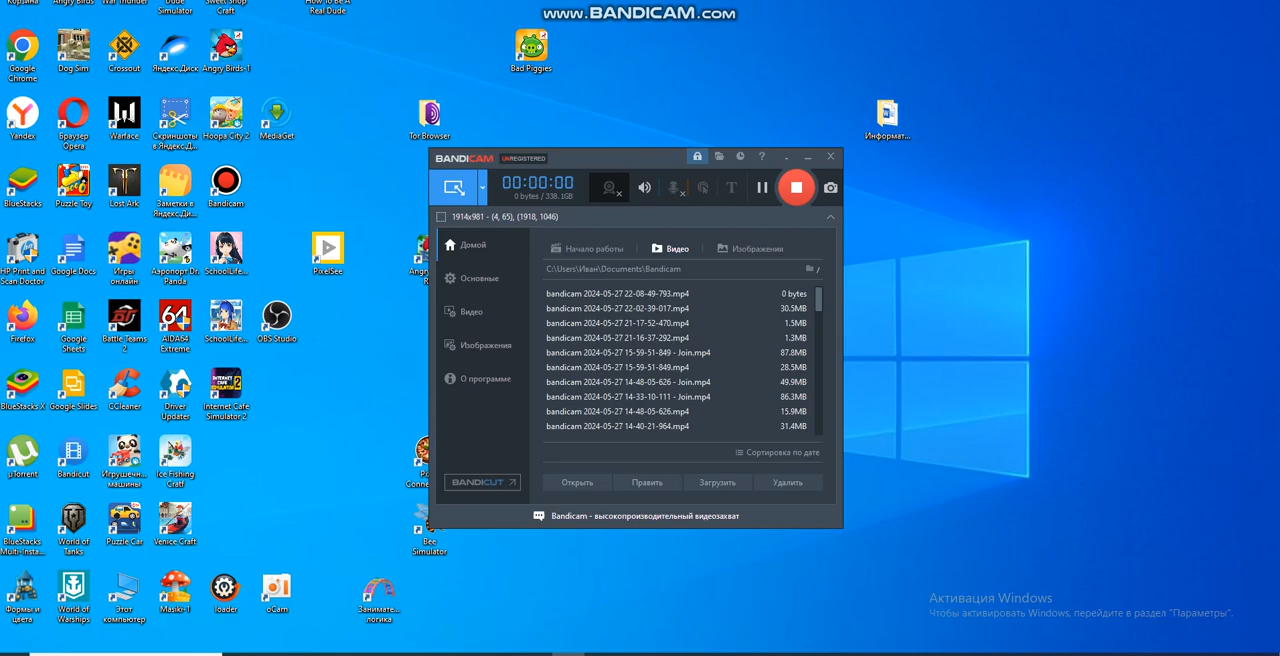 www.BANDICAM.com
Корзина
Angry Birds
War Thunder
Dude Simulator
Sweet Shop Craft
How To Be A Real Dude
Google Chrome
Dog Sim
Crossout
Яндекс.Диск
Angry Birds-1
Bad Piggies
Yandex
Браузер Opera
Warface
Скриншоты в Яндекс.Д...
Hoopa City 2
MediaGet
Tor Browser
Информат...
BlueStacks
Puzzle Toy
Lost Ark
Заметки в Яндекс.Ди...
Bandicam
HP Print and Scan Doctor
Google Docs
Игры онлайн
Аэропорт Dr. Panda
SchoolLife...
PixelSee
Angry
Firefox
Google Sheets
Battle Teams 2
AIDA64 Extreme
SchoolLife...
OBS Studio
BlueStacks X
Google Slides
CCleaner
Driver Updater
Internet Cafe Simulator 2
µTorrent
Bandicut
Игрушечн... машины
Ice Fishing Craft
BlueStacks Multi-Insta...
World of Tanks
Puzzle Car
Venice Craft
Bee Simulator
Формы и цвета
World of Warships
Этот компьютер
Masiki-1
loader
oCam
Занимате... логика
BANDICAM UNREGISTERED
00:00:00
0 bytes / 338.1GB
1914x981 - (4, 65), (1918, 1046)
Домой
Основные
Видео
Изображения
О программе
BANDICUT
Начало работы
Видео
Изображения
C:\Users\Иван\Documents\Bandicam
bandicam 2024-05-27 22-08-49-793.mp4 0 bytes
bandicam 2024-05-27 22-02-39-017.mp4 30.5MB
bandicam 2024-05-27 21-17-52-470.mp4 1.5MB
bandicam 2024-05-27 21-16-37-292.mp4 1.3MB
bandicam 2024-05-27 15-59-51-849 - Join.mp4 87.8MB
bandicam 2024-05-27 15-59-51-849.mp4 28.5MB
bandicam 2024-05-27 14-48-05-626 - Join.mp4 49.9MB
bandicam 2024-05-27 14-33-10-111 - Join.mp4 86.3MB
bandicam 2024-05-27 14-48-05-626.mp4 15.9MB
bandicam 2024-05-27 14-40-21-964.mp4 31.4MB
Сортировка по дате
Открыть Править Загрузить Удалить
Bandicam - высокопроизводительный видеозахват
Активация Windows
Чтобы активировать Windows, перейдите в раздел "Параметры".